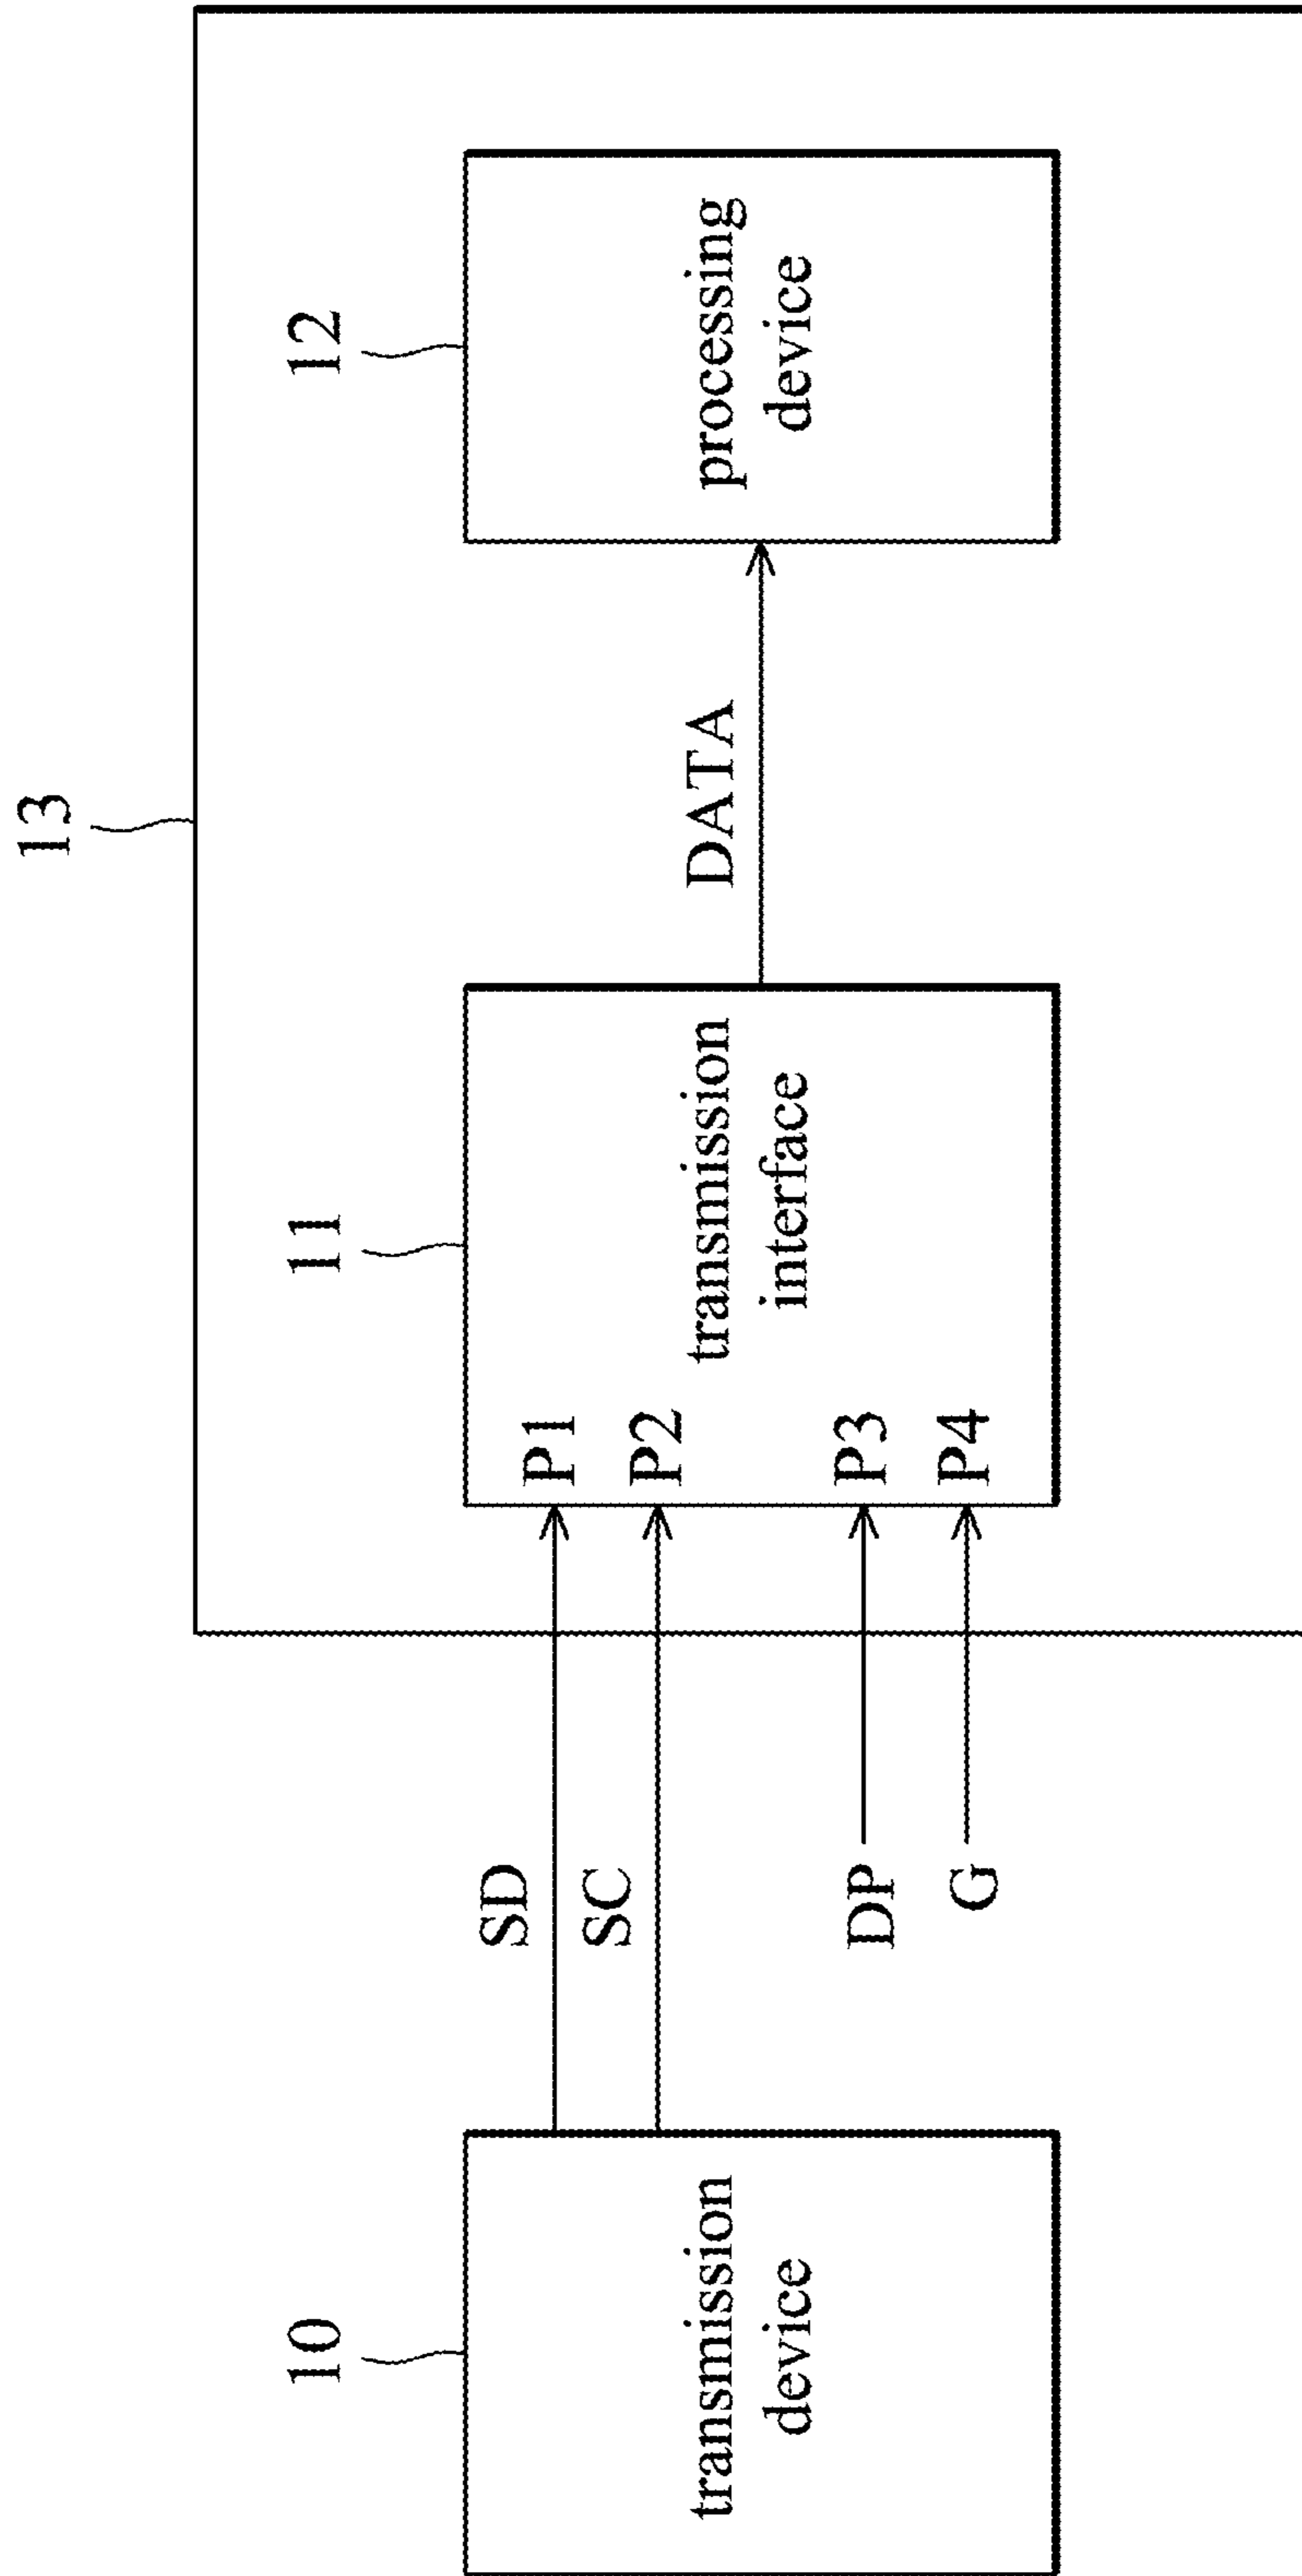 13
10
11
12
transmission
device
SD
SC
DP
G
P1
P2
P3
P4
transmission
interface
DATA
processing
device